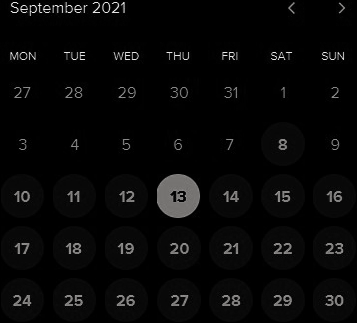 September 2021
MON TUE WED THU FRI SAT SUN
27 28 29 30 31 1 2
3 4 5 6 7 8 9
10 11 12 13 14 15 16
17 18 19 20 21 22 23
24 25 26 27 28 29 30